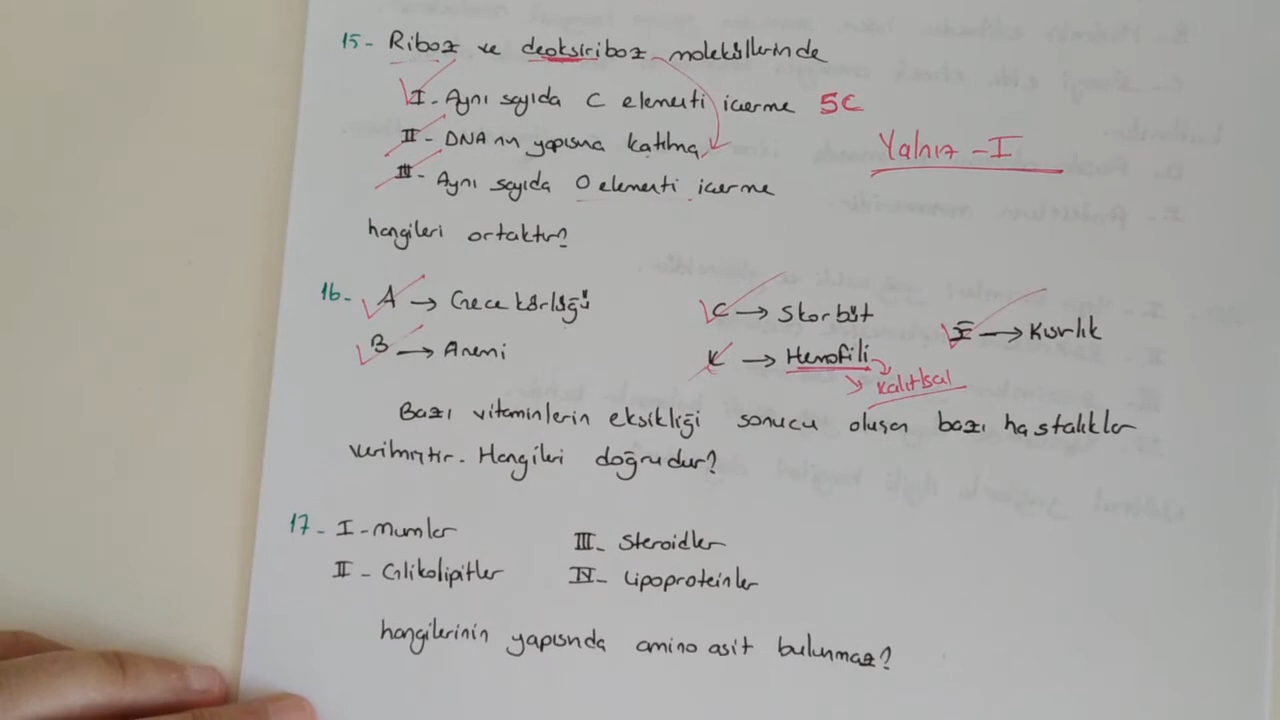 15- Riboz ve deoksiriboz moleküllerinde
I- Aynı sayıda C elementi içerme 5C
II- DNA nın yapısına katılma
Yalnız -I
III- Aynı sayıda O elementi içerme
hangileri ortaktır?
16- A → Gece körlüğü
C → Skorbüt
E → Kısırlık
B → Anemi
K → Hemofili
→ kalıtsal
Bazı vitaminlerin eksikliği sonucu oluşan bazı hastalıklar
verilmiştir. Hangileri doğrudur?
17- I- Mumlar
III- Steroidler
II- Glikolipitler
IV- Lipoproteinler
hangilerinin yapısında amino asit bulunmaz?